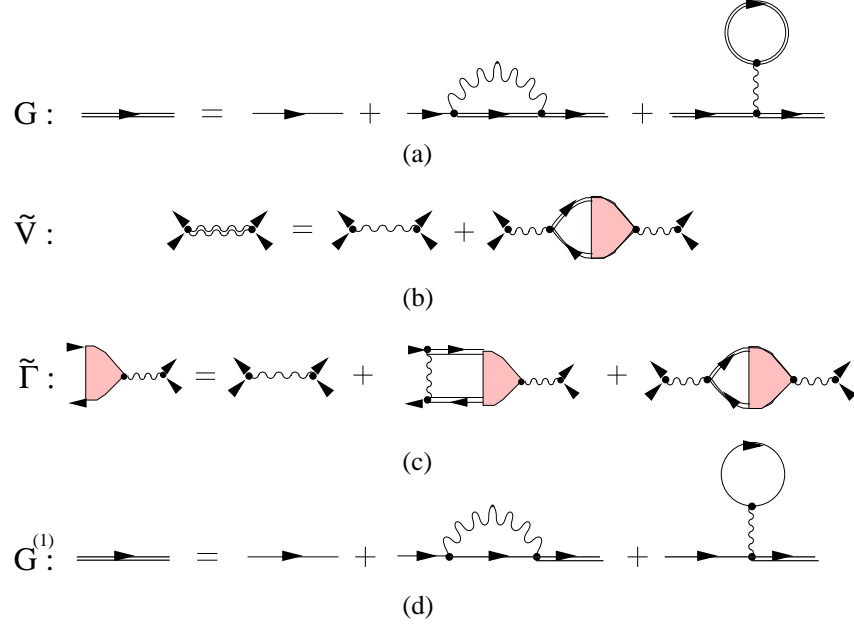 G : = + +
(a)
Ṽ : = +
(b)
Γ̃ : = + +
(c)
G⁽¹⁾: = + +
(d)